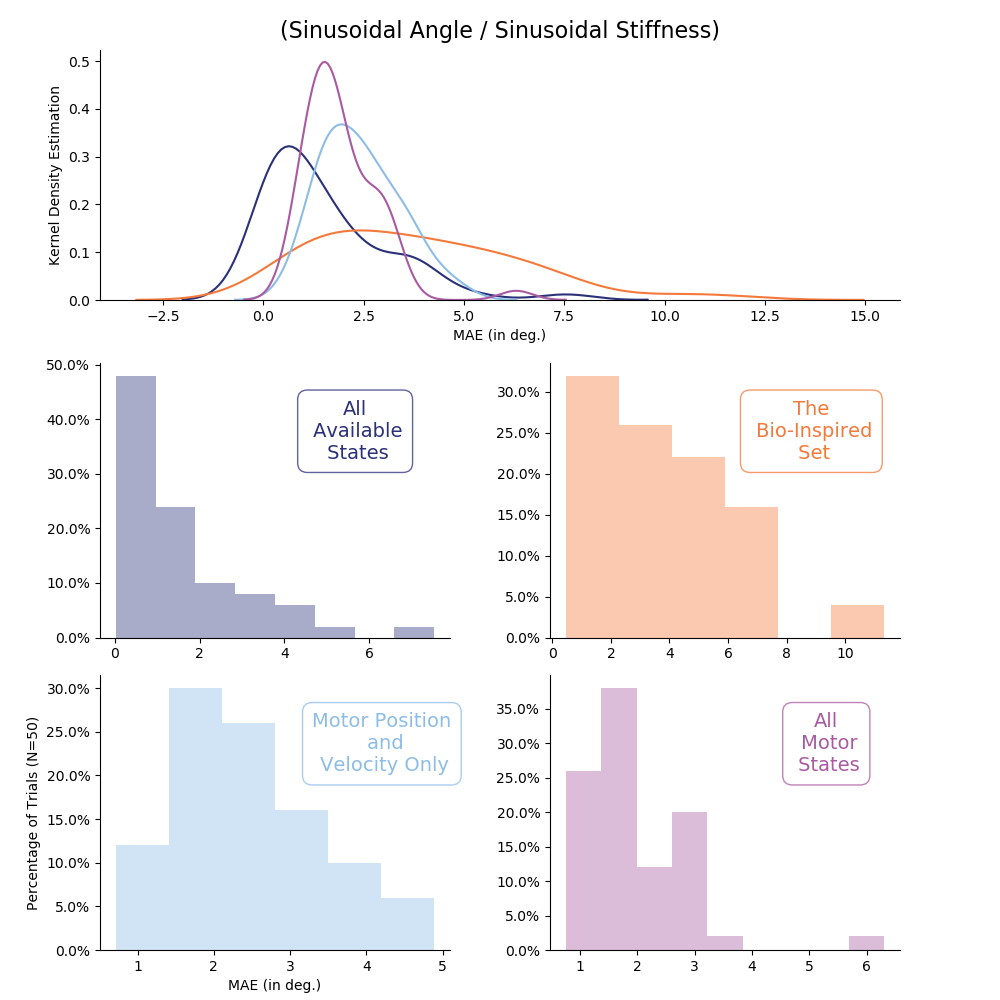 (Sinusoidal Angle / Sinusoidal Stiffness)
Kernel Density Estimation
0.5
0.4
0.3
0.2
0.1
0.0
−2.5 0.0 2.5 5.0 7.5 10.0 12.5 15.0
MAE (in deg.)
50.0%
40.0%
30.0%
20.0%
10.0%
0.0%
0 2 4 6
All
Available
States
30.0%
25.0%
20.0%
15.0%
10.0%
5.0%
0.0%
0 2 4 6 8 10
The
Bio-Inspired
Set
Percentage of Trials (N=50)
30.0%
25.0%
20.0%
15.0%
10.0%
5.0%
0.0%
1 2 3 4 5
MAE (in deg.)
Motor Position
and
Velocity Only
35.0%
30.0%
25.0%
20.0%
15.0%
10.0%
5.0%
0.0%
1 2 3 4 5 6
All
Motor
States